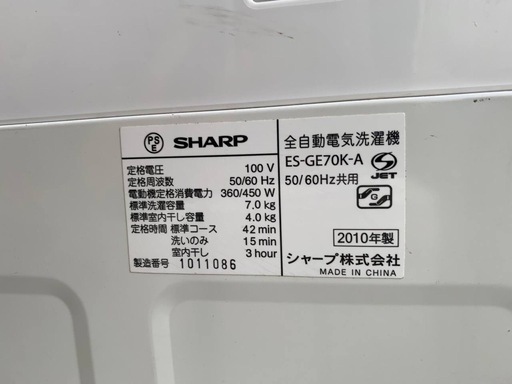 PS
E
SHARP
定格電圧 100 V
定格周波数 50/60 Hz
電動機定格消費電力 360/450 W
標準洗濯容量 7.0 kg
標準室内干し容量 4.0 kg
定格時間 標準コース 42 min
洗いのみ 15 min
室内干し 3 hour
製造番号 1011086
全自動電気洗濯機
ES-GE70K-A
50/60Hz共用
S JET
G
2010年製
シャープ株式会社
MADE IN CHINA